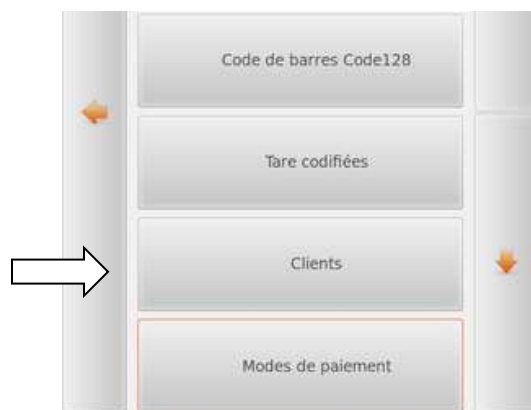 Code de barres Code128
Tare codifiées
Clients
Modes de paiement